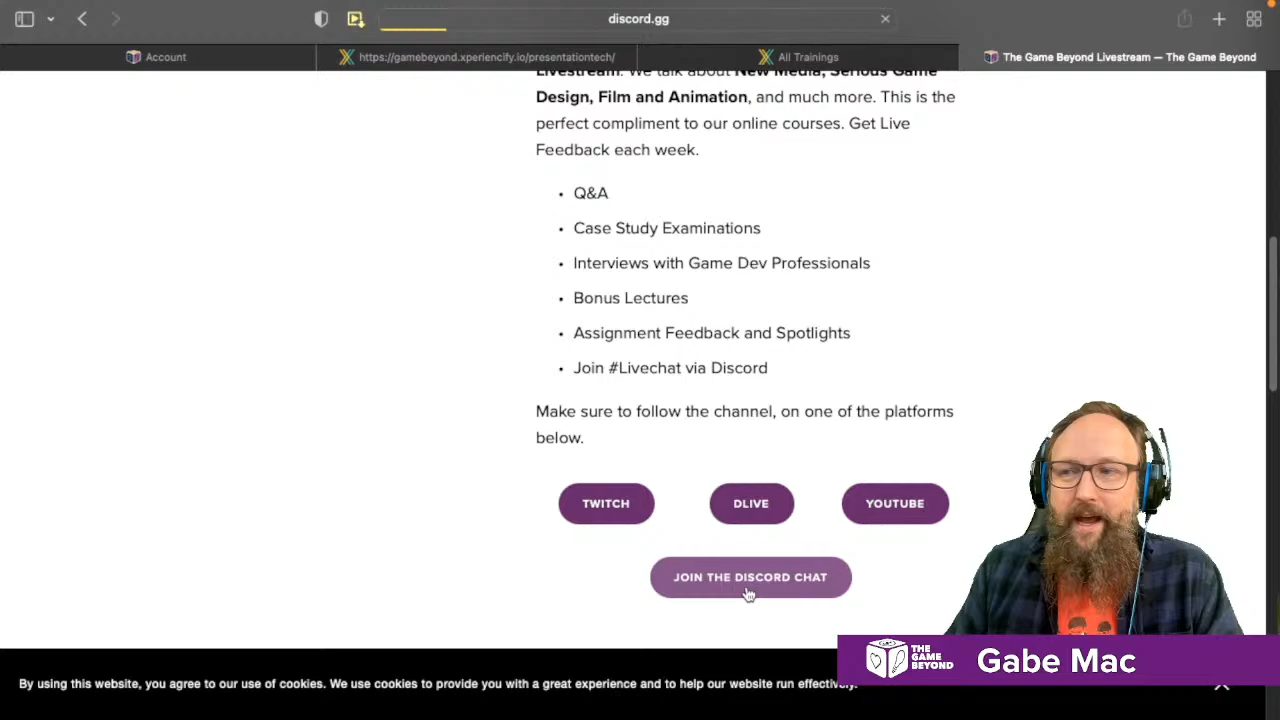 discord.gg
Account
https://gamebeyond.xperiencify.io/presentationtech/
All Trainings
The Game Beyond Livestream — The Game Beyond
Livestream. We talk about New Media, Serious Game
Design, Film and Animation, and much more. This is the
perfect compliment to our online courses. Get Live
Feedback each week.
• Q&A
• Case Study Examinations
• Interviews with Game Dev Professionals
• Bonus Lectures
• Assignment Feedback and Spotlights
• Join #Livechat via Discord
Make sure to follow the channel, on one of the platforms
below.
TWITCH
DLIVE
YOUTUBE
JOIN THE DISCORD CHAT
THE
GAME
BEYOND
Gabe Mac
By using this website, you agree to our use of cookies. We use cookies to provide you with a great experience and to help our website run effectively.